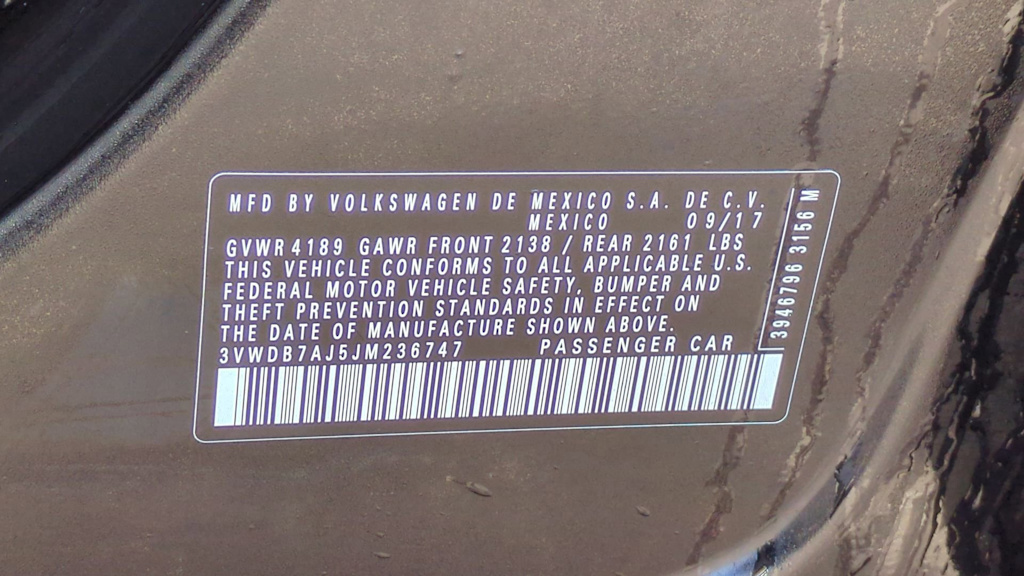 MFD BY VOLKSWAGEN DE MEXICO S.A. DE C.V.
MEXICO 09/17
GVWR 4189 GAWR FRONT 2138 / REAR 2161 LBS
THIS VEHICLE CONFORMS TO ALL APPLICABLE U.S.
FEDERAL MOTOR VEHICLE SAFETY, BUMPER AND
THEFT PREVENTION STANDARDS IN EFFECT ON
THE DATE OF MANUFACTURE SHOWN ABOVE.
3VWDB7AJ5JM236747 PASSENGER CAR
3946796 3156 M